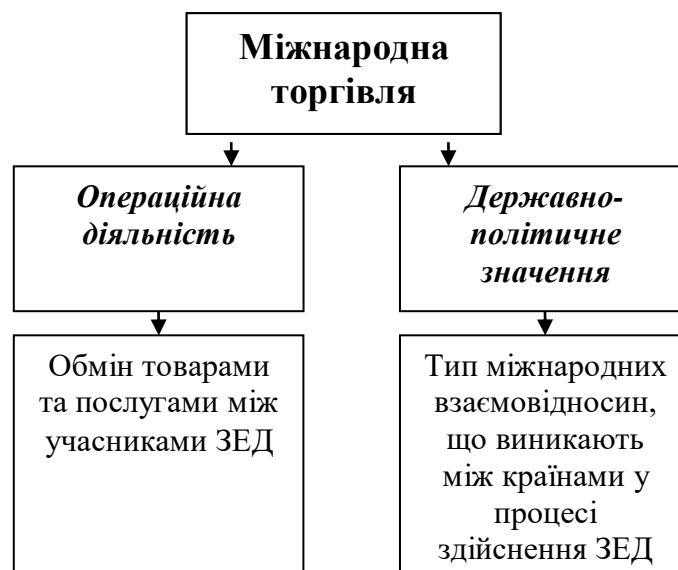 Міжнародна
торгівля
Операційна
діяльність
Державно-
політичне
значення
Обмін товарами
та послугами між
учасниками ЗЕД
Тип міжнародних
взаємовідносин,
що виникають
між країнами у
процесі
здійснення ЗЕД